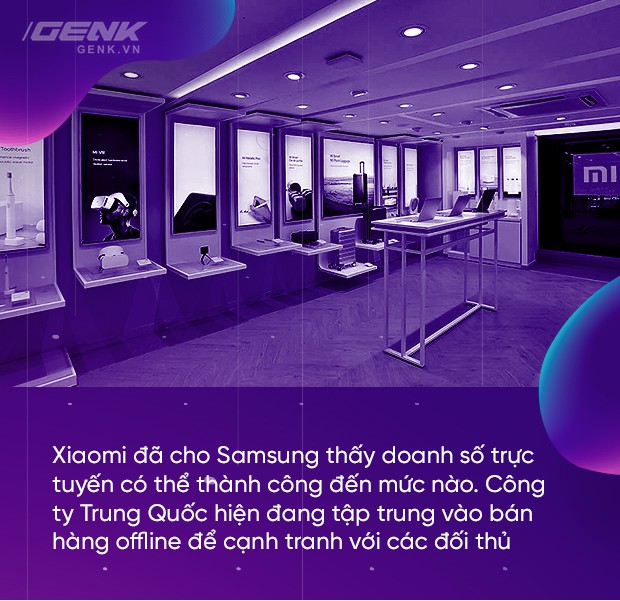 GENK
GENK.VN
Toothbrush
MI VR
mi
Xiaomi đã cho Samsung thấy doanh số trực
tuyến có thể thành công đến mức nào. Công
ty Trung Quốc hiện đang tập trung vào bán
hàng offline để cạnh tranh với các đối thủ